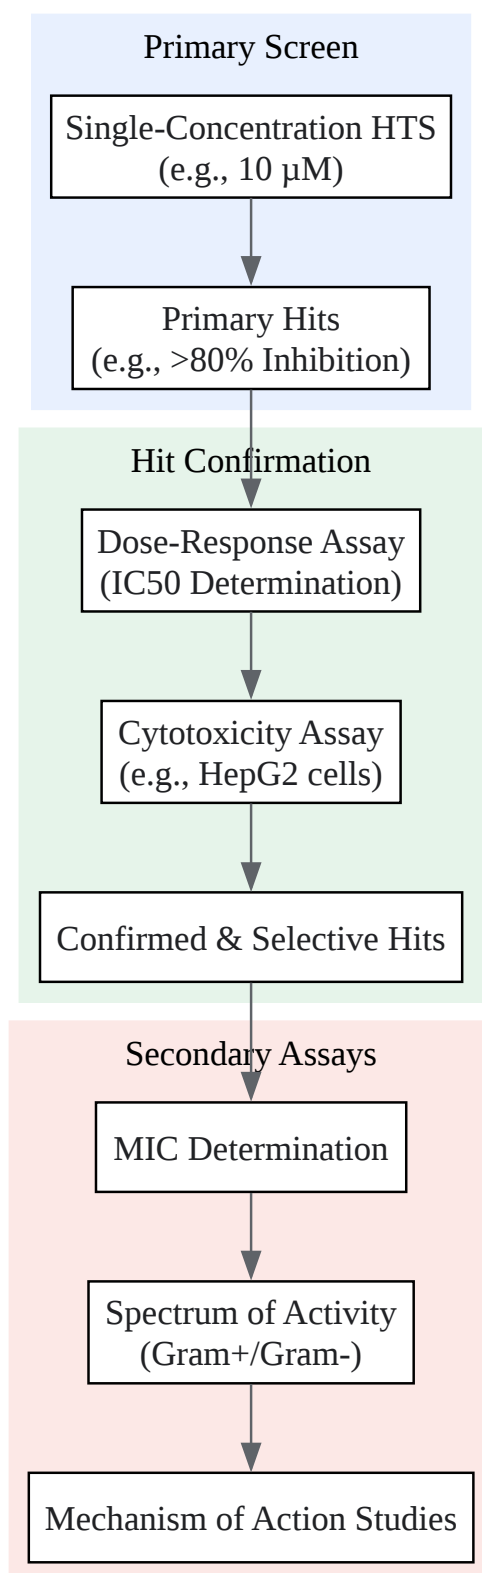 Primary Screen
Single-Concentration HTS
(e.g., 10 µM)
Primary Hits
(e.g., >80% Inhibition)
Hit Confirmation
Dose-Response Assay
(IC50 Determination)
Cytotoxicity Assay
(e.g., HepG2 cells)
Confirmed & Selective Hits
Secondary Assays
MIC Determination
Spectrum of Activity
(Gram+/Gram-)
Mechanism of Action Studies